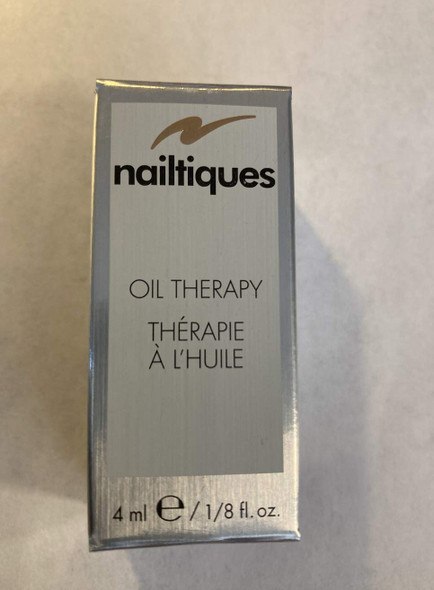 nailtiques
OIL THERAPY
THÉRAPIE
À L'HUILE
4 ml ℮ / 1/8 fl. oz.